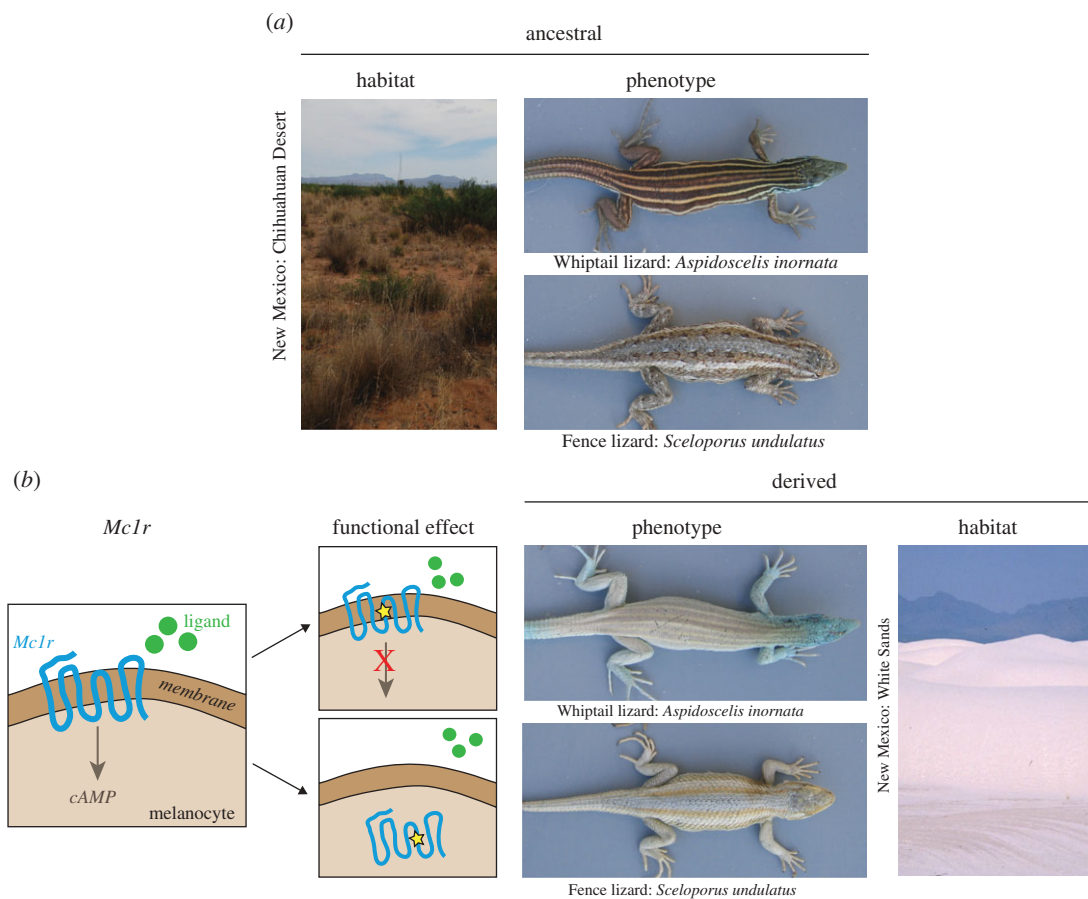 (a)
ancestral
habitat
phenotype
New Mexico: Chihuahuan Desert
Whiptail lizard: Aspidoscelis inornata
Fence lizard: Sceloporus undulatus
(b)
derived
Mc1r
functional effect
phenotype
habitat
Mc1r
ligand
membrane
cAMP
melanocyte
X
Whiptail lizard: Aspidoscelis inornata
New Mexico: White Sands
Fence lizard: Sceloporus undulatus